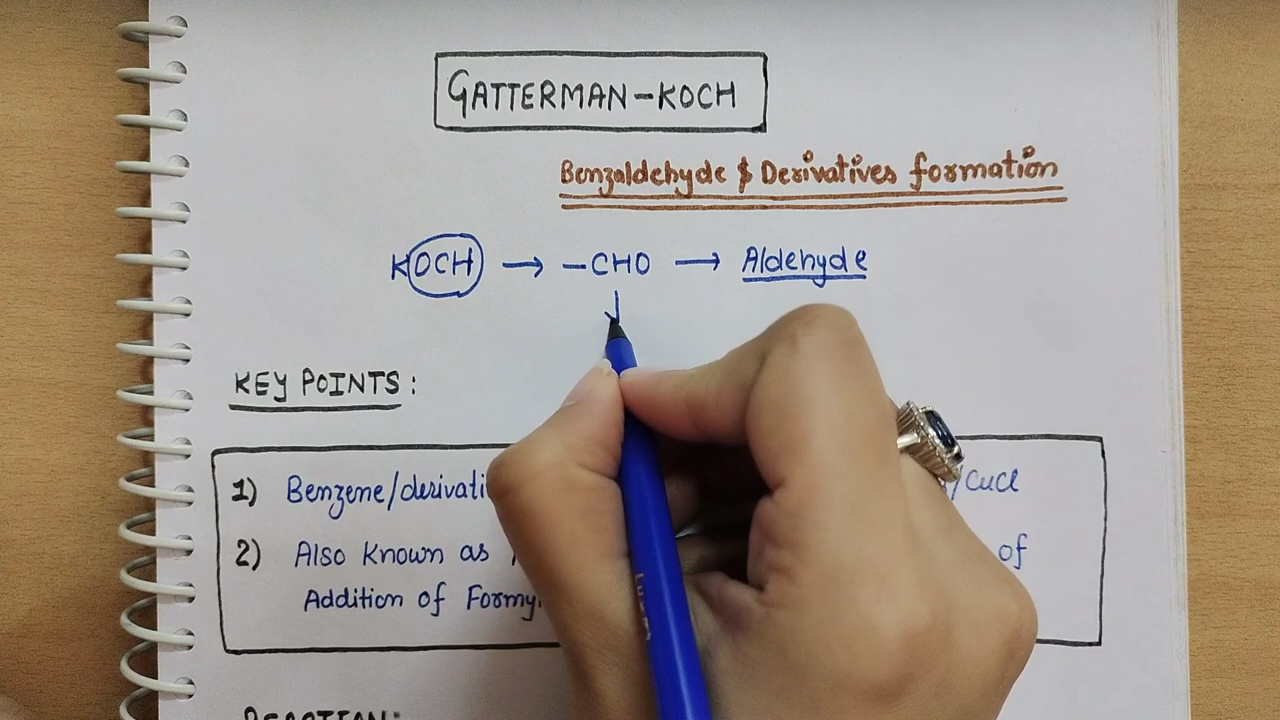 GATTERMAN-KOCH
Benzaldehyde & Derivatives formation
KOCH → -CHO → Aldehyde
KEY POINTS:
1) Benzene/derivati /CuCl
2) Also Known as of
Addition of Formy
REACTION: